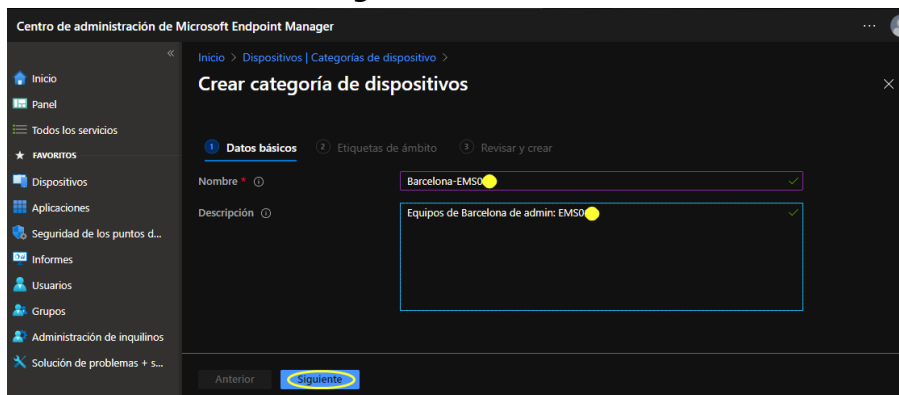 Centro de administración de Microsoft Endpoint Manager
Inicio > Dispositivos | Categorías de dispositivo >
Crear categoría de dispositivos
Inicio
Panel
Todos los servicios
FAVORITOS
Dispositivos
Aplicaciones
Seguridad de los puntos d...
Informes
Usuarios
Grupos
Administración de inquilinos
Solución de problemas + s...
1 Datos básicos 2 Etiquetas de ámbito 3 Revisar y crear
Nombre *
Barcelona-EMS0
Descripción
Equipos de Barcelona de admin: EMS0
Anterior Siguiente